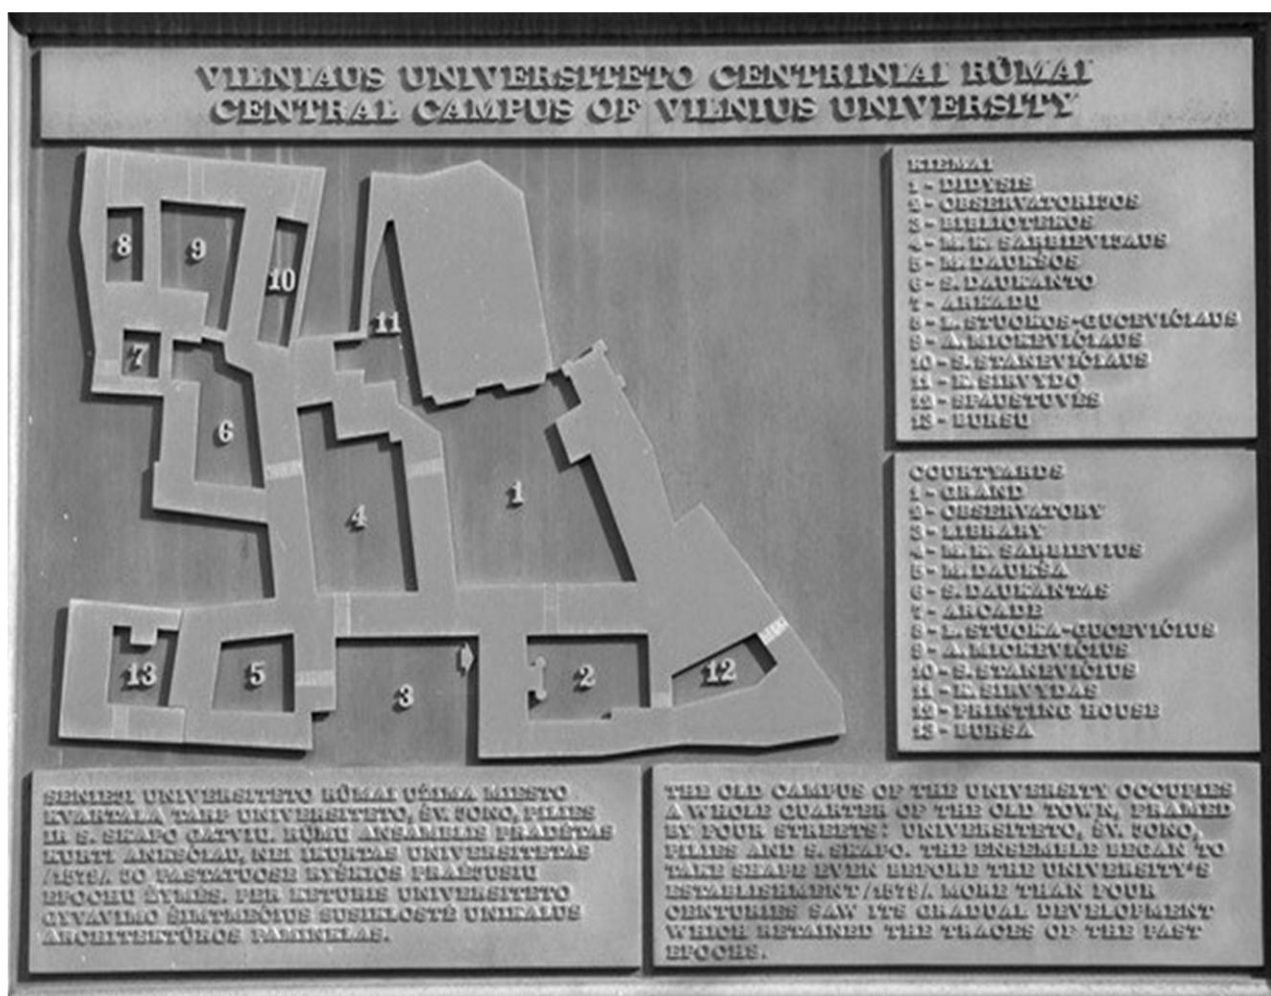 VILNIAUS UNIVERSITETO CENTRINIAI RŪMAI
CENTRAL CAMPUS OF VILNIUS UNIVERSITY
8
9
10
11
7
6
4
1
13
5
3
2
12
KIEMAI
1 - DIDYSIS
2 - OBSERVATORIJOS
3 - BIBLIOTEKOS
4 - M. K. SARBIEVIJAUS
5 - M. DAUKŠOS
6 - S. DAUKANTO
7 - ARKADŲ
8 - L. STUOKOS-GUCEVIČIAUS
9 - A. MICKEVIČIAUS
10 - S. STANEVIČIAUS
11 - K. SIRVYDO
12 - SPAUSTUVĖS
13 - BURSŲ
COURTYARDS
1 - GRAND
2 - OBSERVATORY
3 - LIBRARY
4 - M. K. SARBIEVIUS
5 - M. DAUKŠA
6 - S. DAUKANTAS
7 - ARCADE
8 - L. STUOKA-GUCEVIČIUS
9 - A. MICKEVIČIUS
10 - S. STANEVIČIUS
11 - K. SIRVYDAS
12 - PRINTING HOUSE
13 - BURSA
SENIEJI UNIVERSITETO RŪMAI UŽIMA MIESTO
KVARTALĄ TARP UNIVERSITETO, ŠV. JONO, PILIES
IR S. SKAPO GATVIŲ. RŪMŲ ANSAMBLIS PRADĖTAS
KURTI ANKSČIAU, NEI ĮKURTAS UNIVERSITETAS
/1579/. JO PASTATUOSE RYŠKIOS PRAĖJUSIŲ
EPOCHŲ ŽYMĖS. PER KETURIS UNIVERSITETO
GYVAVIMO ŠIMTMEČIUS SUSIKLOSTĖ UNIKALUS
ARCHITEKTŪROS PAMINKLAS.
THE OLD CAMPUS OF THE UNIVERSITY OCCUPIES
A WHOLE QUARTER OF THE OLD TOWN, FRAMED
BY FOUR STREETS: UNIVERSITETO, ŠV. JONO,
PILIES AND S. SKAPO. THE ENSEMBLE BEGAN TO
TAKE SHAPE EVEN BEFORE THE UNIVERSITY'S
ESTABLISHMENT /1579/. MORE THAN FOUR
CENTURIES SAW ITS GRADUAL DEVELOPMENT
WHICH RETAINED THE TRACES OF THE PAST
EPOCHS.